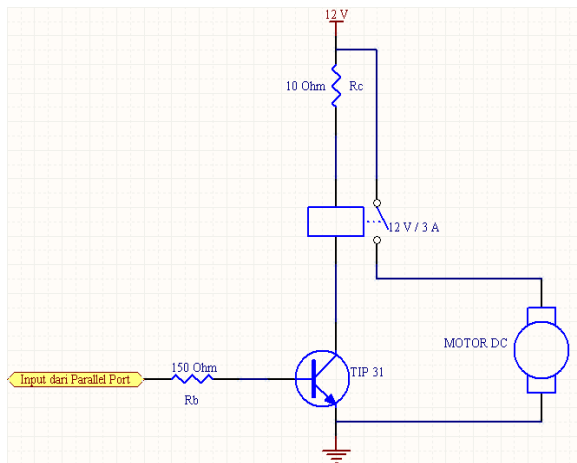 12 V
10 Ohm Rc
12 V / 3 A
MOTOR DC
150 Ohm
TIP 31
Input dari Parallel Port
Rb